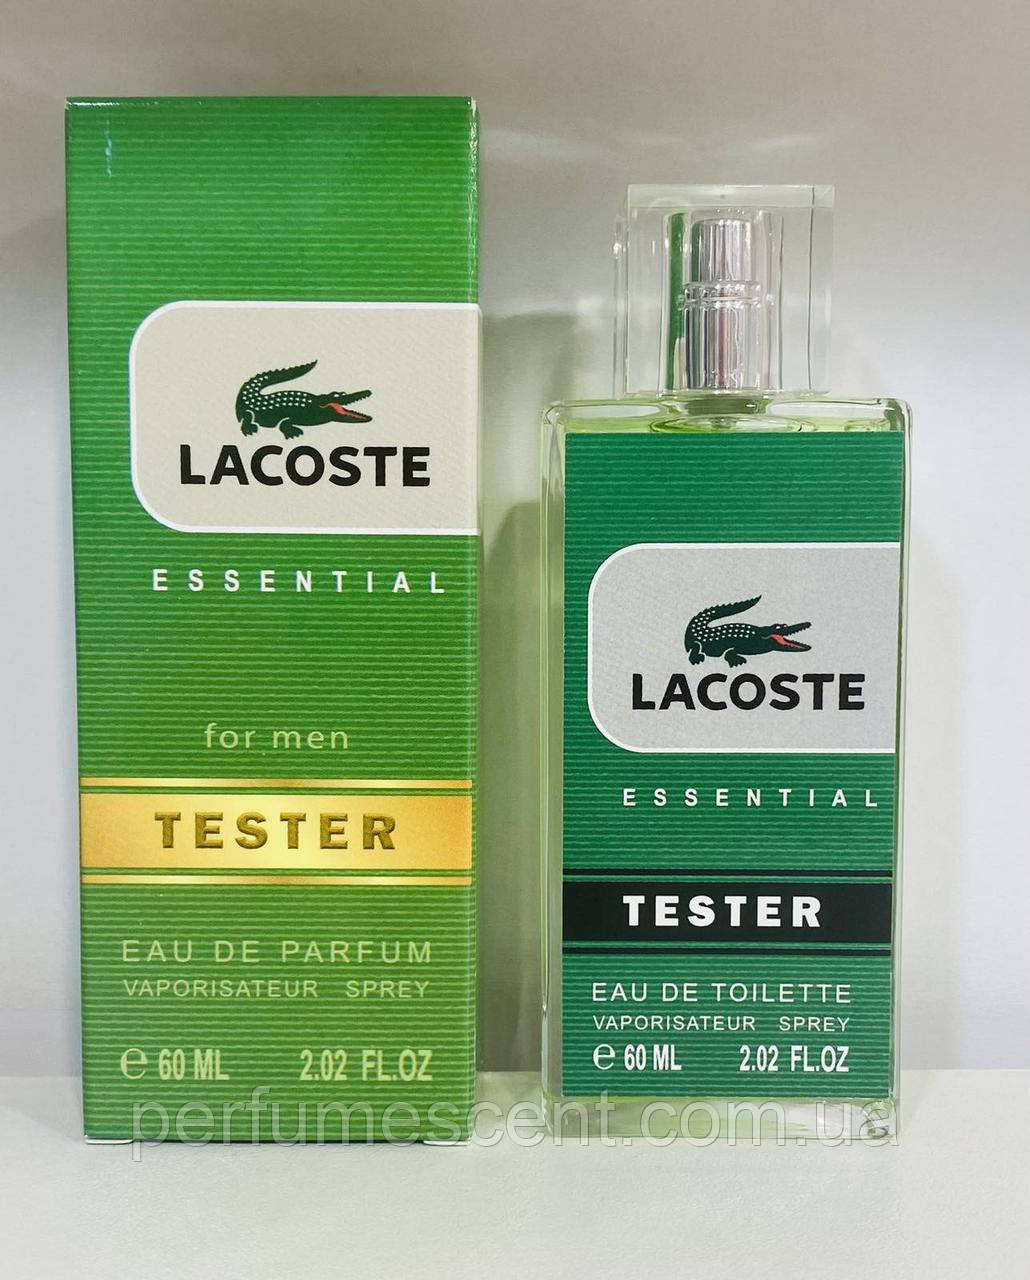 LACOSTE
ESSENTIAL
for men
TESTER
EAU DE PARFUM
VAPORISATEUR SPREY
e 60 ML 2.02 FL.OZ
LACOSTE
ESSENTIAL
TESTER
EAU DE TOILETTE
VAPORISATEUR SPREY
e 60 ML 2.02 FL.OZ
perfumescent.com.ua